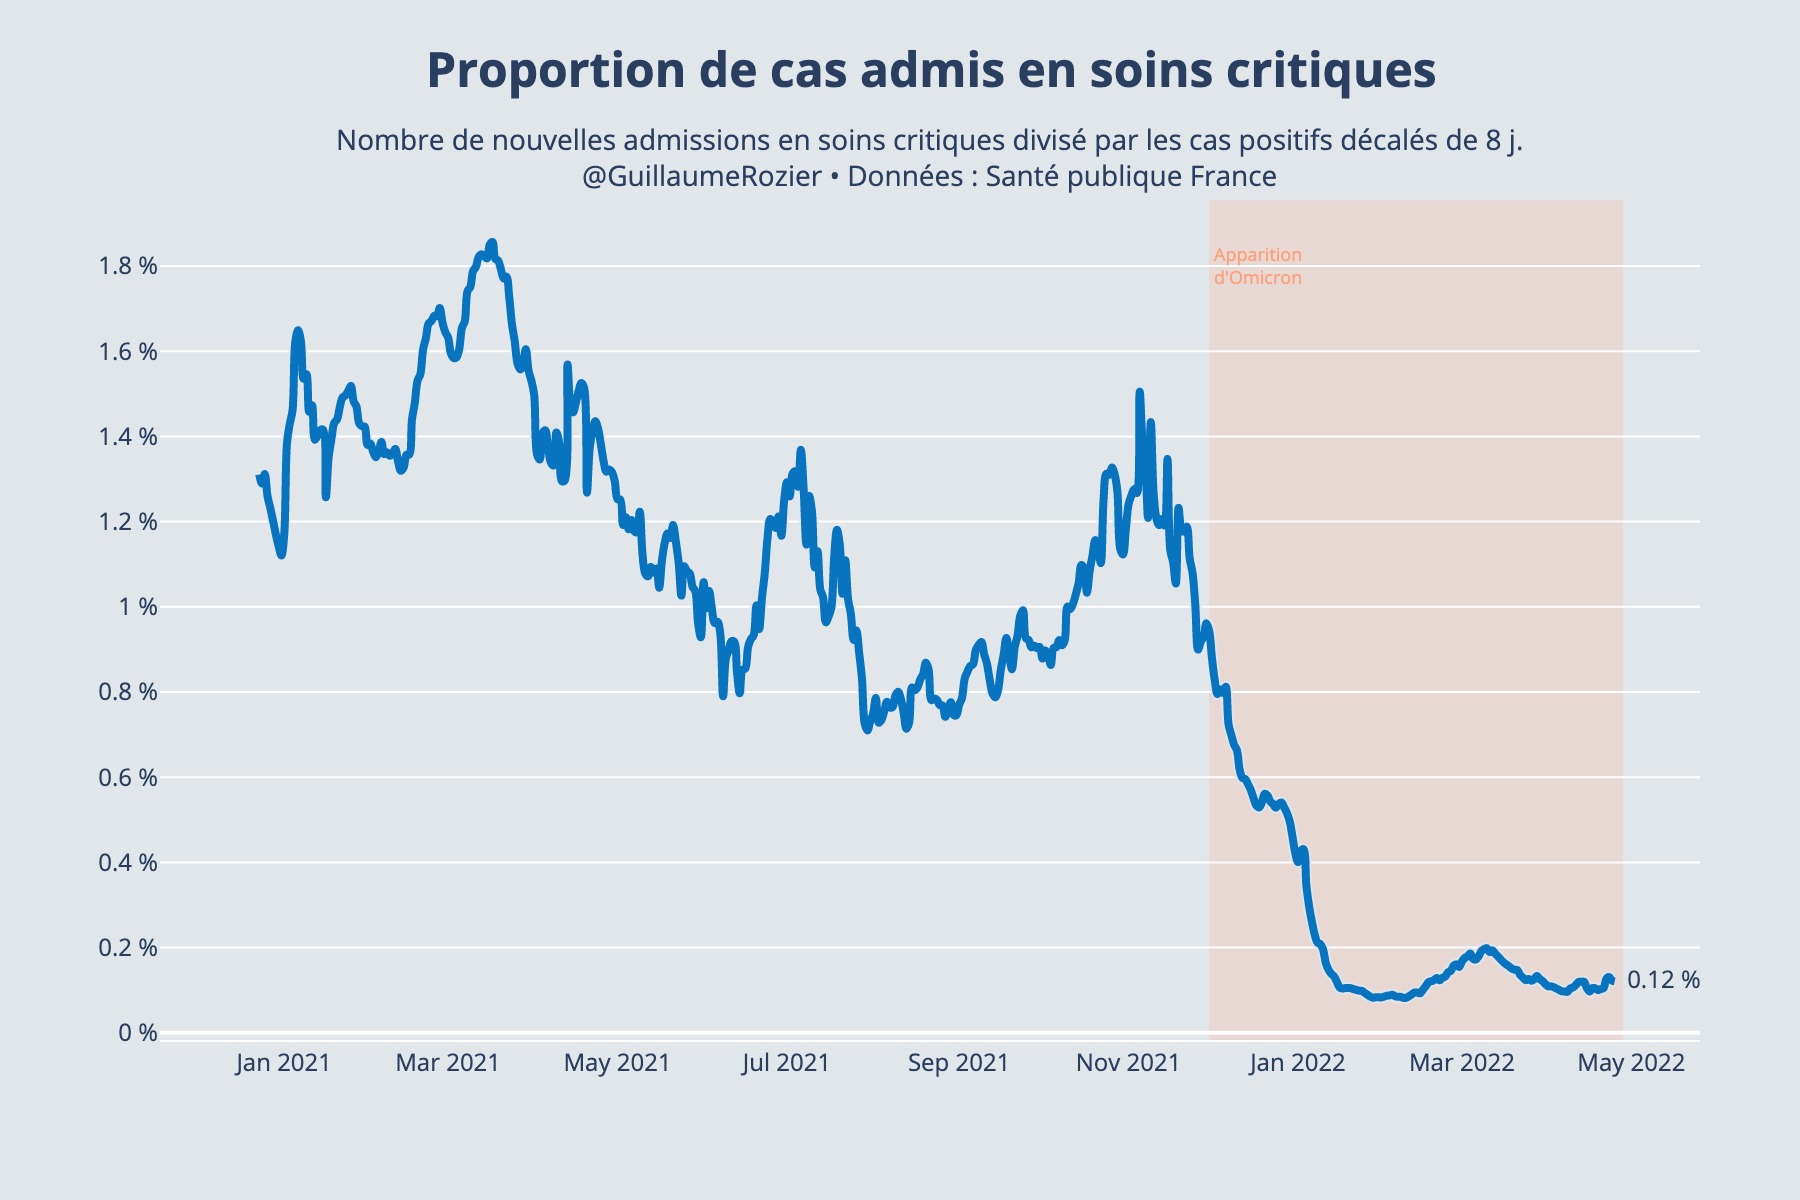 Proportion de cas admis en soins critiques
Nombre de nouvelles admissions en soins critiques divisé par les cas positifs décalés de 8 j.
@GuillaumeRozier • Données : Santé publique France
Apparition
d'Omicron
1.8 %
1.6 %
1.4 %
1.2 %
1 %
0.8 %
0.6 %
0.4 %
0.2 %
0 %
0.12 %
Jan 2021
Mar 2021
May 2021
Jul 2021
Sep 2021
Nov 2021
Jan 2022
Mar 2022
May 2022